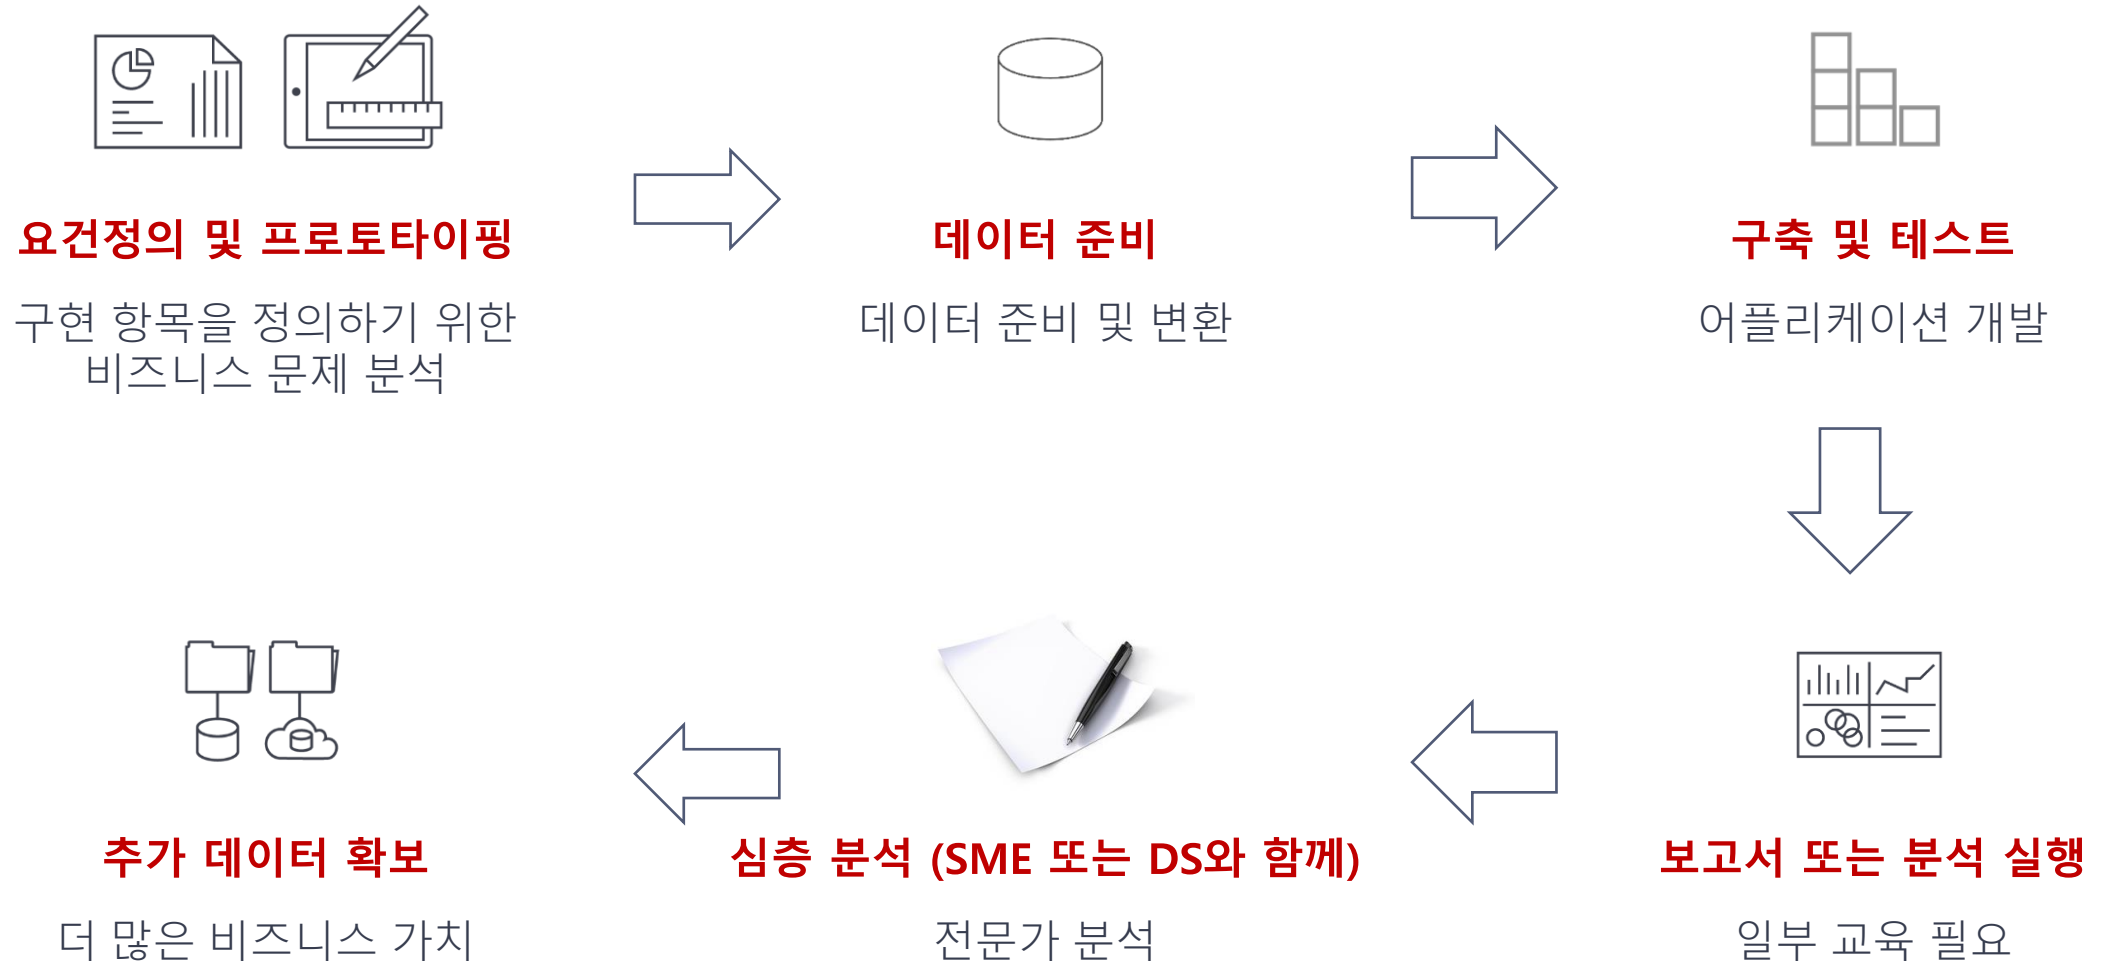 요건정의 및 프로토타이핑
구현 항목을 정의하기 위한
비즈니스 문제 분석
데이터 준비
데이터 준비 및 변환
구축 및 테스트
어플리케이션 개발
보고서 또는 분석 실행
일부 교육 필요
심층 분석 (SME 또는 DS와 함께)
전문가 분석
추가 데이터 확보
더 많은 비즈니스 가치